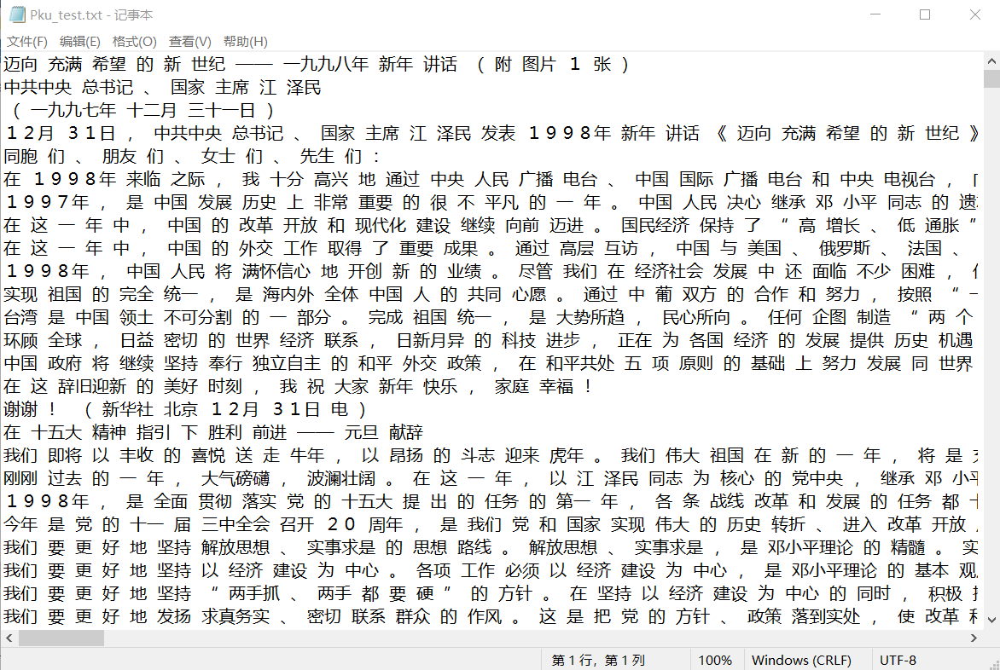 Pku_test.txt - 记事本
文件(F) 编辑(E) 格式(O) 查看(V) 帮助(H)
迈向 充满 希望 的 新 世纪 —— 一九九八年 新年 讲话 （ 附 图片 １ 张 ）
中共中央 总书记 、 国家 主席 江 泽民
（ 一九九七年 十二月 三十一日 ）
１２月 ３１日 ， 中共中央 总书记 、 国家 主席 江 泽民 发表 １９９８年 新年 讲话 《 迈向 充满 希望 的 新 世纪 》
同胞 们 、 朋友 们 、 女士 们 、 先生 们 ：
在 １９９８年 来临 之际 ， 我 十分 高兴 地 通过 中央 人民 广播 电台 、 中国 国际 广播 电台 和 中央 电视台 ，
１９９７年 ， 是 中国 发展 历史 上 非常 重要 的 很 不 平凡 的 一 年 。 中国 人民 决心 继承 邓 小平 同志 的 遗
在 这 一 年 中 ， 中国 的 改革 开放 和 现代化 建设 继续 向前 迈进 。 国民经济 保持 了 “ 高 增长 、 低 通胀 ”
在 这 一 年 中 ， 中国 的 外交 工作 取得 了 重要 成果 。 通过 高层 互访 ， 中国 与 美国 、 俄罗斯 、 法国 、
１９９８年 ， 中国 人民 将 满怀信心 地 开创 新 的 业绩 。 尽管 我们 在 经济社会 发展 中 还 面临 不少 困难 ，
实现 祖国 的 完全 统一 ， 是 海内外 全体 中国 人 的 共同 心愿 。 通过 中 葡 双方 的 合作 和 努力 ， 按照 “
台湾 是 中国 领土 不可分割 的 一 部分 。 完成 祖国 统一 ， 是 大势所趋 ， 民心所向 。 任何 企图 制造 “ 两 个
环顾 全球 ， 日益 密切 的 世界 经济 联系 ， 日新月异 的 科技 进步 ， 正在 为 各国 经济 的 发展 提供 历史 机遇
中国 政府 将 继续 坚持 奉行 独立自主 的 和平 外交 政策 ， 在 和平共处 五 项 原则 的 基础 上 努力 发展 同 世界
在 这 辞旧迎新 的 美好 时刻 ， 我 祝 大家 新年 快乐 ， 家庭 幸福 ！
谢谢 ！ （ 新华社 北京 １２月 ３１日 电 ）
在 十五大 精神 指引 下 胜利 前进 —— 元旦 献辞
我们 即将 以 丰收 的 喜悦 送 走 牛年 ， 以 昂扬 的 斗志 迎来 虎年 。 我们 伟大 祖国 在 新 的 一 年 ， 将 是
刚刚 过去 的 一 年 ， 大气磅礴 ， 波澜壮阔 。 在 这 一 年 ， 以 江 泽民 同志 为 核心 的 党中央 ， 继承 邓 小平
１９９８年 ， 是 全面 贯彻 落实 党 的 十五大 提 出 的 任务 的 第一 年 ， 各 条 战线 改革 和 发展 的 任务 都 十
今年 是 党 的 十一 届 三中全会 召开 ２０ 周年 ， 是 我们 党 和 国家 实现 伟大 的 历史 转折 、 进入 改革 开放
我们 要 更 好 地 坚持 解放思想 、 实事求是 的 思想 路线 。 解放思想 、 实事求是 ， 是 邓小平理论 的 精髓 。 实
我们 要 更 好 地 坚持 以 经济 建设 为 中心 。 各项 工作 必须 以 经济 建设 为 中心 ， 是 邓小平理论 的 基本 观
我们 要 更 好 地 坚持 “ 两手抓 、 两手 都 要 硬 ” 的 方针 。 在 坚持 以 经济 建设 为 中心 的 同时 ， 积极
我们 要 更 好 地 发扬 求真务实 、 密切 联系 群众 的 作风 。 这 是 把 党 的 方针 、 政策 落到实处 ， 使 改革 和
第 1 行，第 1 列 100% Windows (CRLF) UTF-8